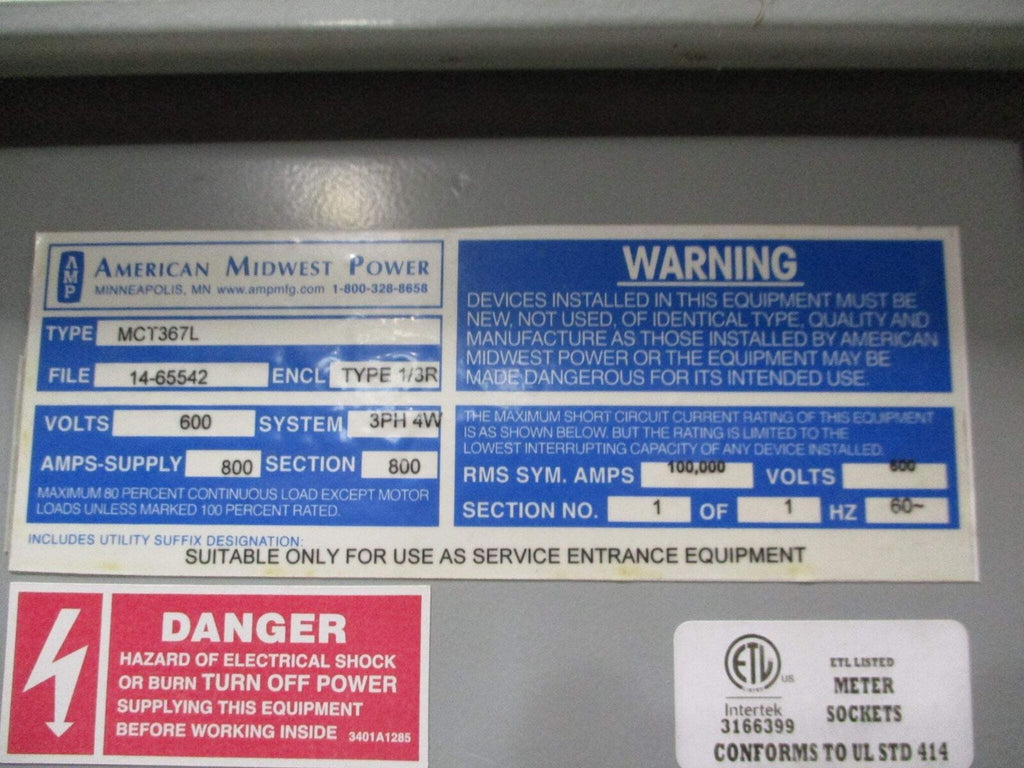 AMP
AMERICAN MIDWEST POWER
MINNEAPOLIS, MN www.ampmfg.com 1-800-328-8658
TYPE MCT367L
FILE 14-65542 ENCL TYPE 1/3R
VOLTS 600 SYSTEM 3PH 4W
AMPS-SUPPLY 800 SECTION 800
MAXIMUM 80 PERCENT CONTINUOUS LOAD EXCEPT MOTOR
LOADS UNLESS MARKED 100 PERCENT RATED.
WARNING
DEVICES INSTALLED IN THIS EQUIPMENT MUST BE
NEW, NOT USED, OF IDENTICAL TYPE, QUALITY AND
MANUFACTURE AS THOSE INSTALLED BY AMERICAN
MIDWEST POWER OR THE EQUIPMENT MAY BE
MADE DANGEROUS FOR ITS INTENDED USE.
THE MAXIMUM SHORT CIRCUIT CURRENT RATING OF THIS EQUIPMENT
IS AS SHOWN BELOW. BUT THE RATING IS LIMITED TO THE
LOWEST INTERRUPTING CAPACITY OF ANY DEVICE INSTALLED.
RMS SYM. AMPS 100,000 VOLTS 600
SECTION NO. 1 OF 1 HZ 60~
INCLUDES UTILITY SUFFIX DESIGNATION:
SUITABLE ONLY FOR USE AS SERVICE ENTRANCE EQUIPMENT
DANGER
HAZARD OF ELECTRICAL SHOCK
OR BURN TURN OFF POWER
SUPPLYING THIS EQUIPMENT
BEFORE WORKING INSIDE 3401A1285
ETL US
LISTED
Intertek
3166399
ETL LISTED
METER
SOCKETS
CONFORMS TO UL STD 414